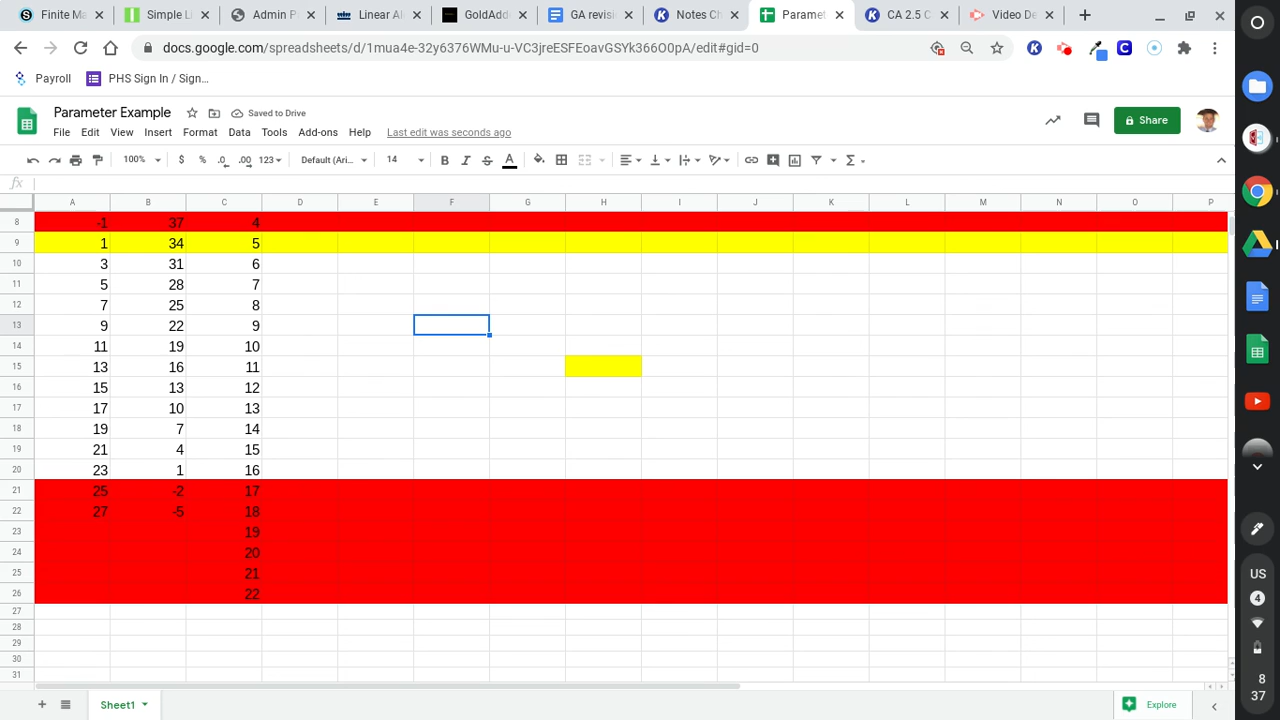 Finite Ma
Simple Li
Admin P
Linear Al
GoldAdd
GA revisi
Notes Ch
Paramet
CA 2.5 C
Video De
docs.google.com/spreadsheets/d/1mua4e-Szy6376WMu-u-VC3jreESFEoavGSYk366O0pA/edit#gid=0
Payroll
PHS Sign In / Sign...
Parameter Example
Saved to Drive
File Edit View Insert Format Data Tools Add-ons Help Last edit was seconds ago
Share
100% $ % .0 .00 123 Default (Ari... 14 B I S A
fx
A B C D E F G H I J K L M N O P
8 -1 37 4
9 1 34 5
10 3 31 6
11 5 28 7
12 7 25 8
13 9 22 9
14 11 19 10
15 13 16 11
16 15 13 12
17 17 10 13
18 19 7 14
19 21 4 15
20 23 1 16
21 25 -2 17
22 27 -5 18
23 19
24 20
25 21
26 22
27
28
29
30
31
Sheet1
Explore
US
4
8
37